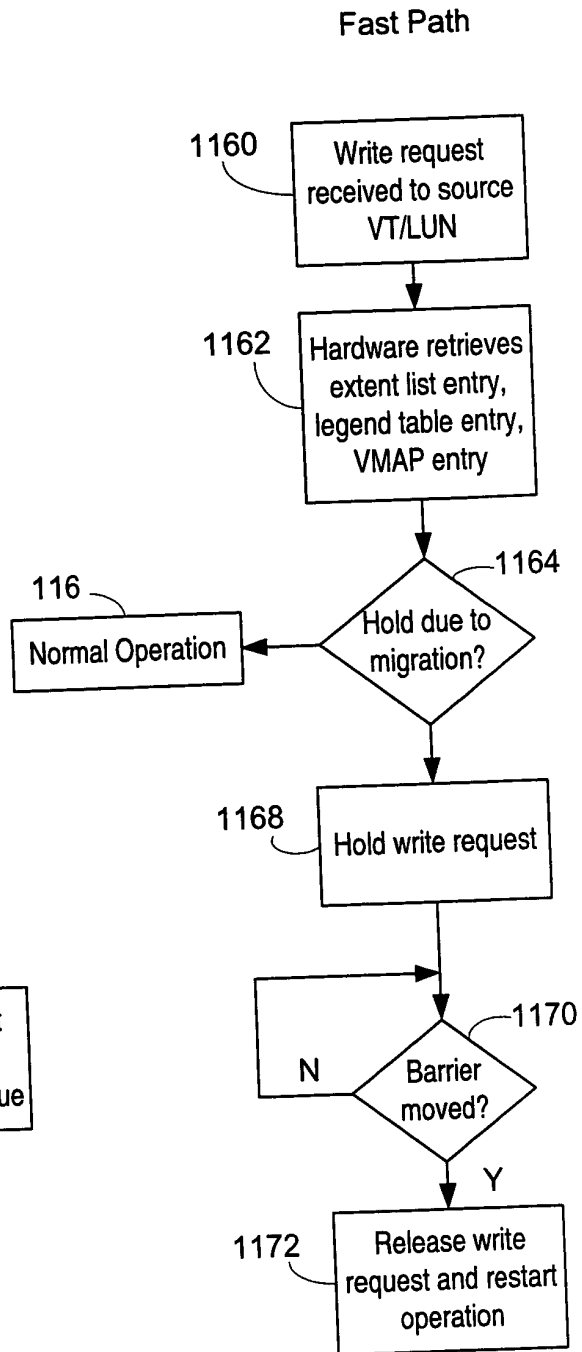 Fast Path
1160
Write request
received to source
VT/LUN
1162
Hardware retrieves
extent list entry,
legend table entry,
VMAP entry
1164
Hold due to
migration?
116
Normal Operation
1168
Hold write request
1170
Barrier
moved?
N
Y
1172
Release write
request and restart
operation
ue